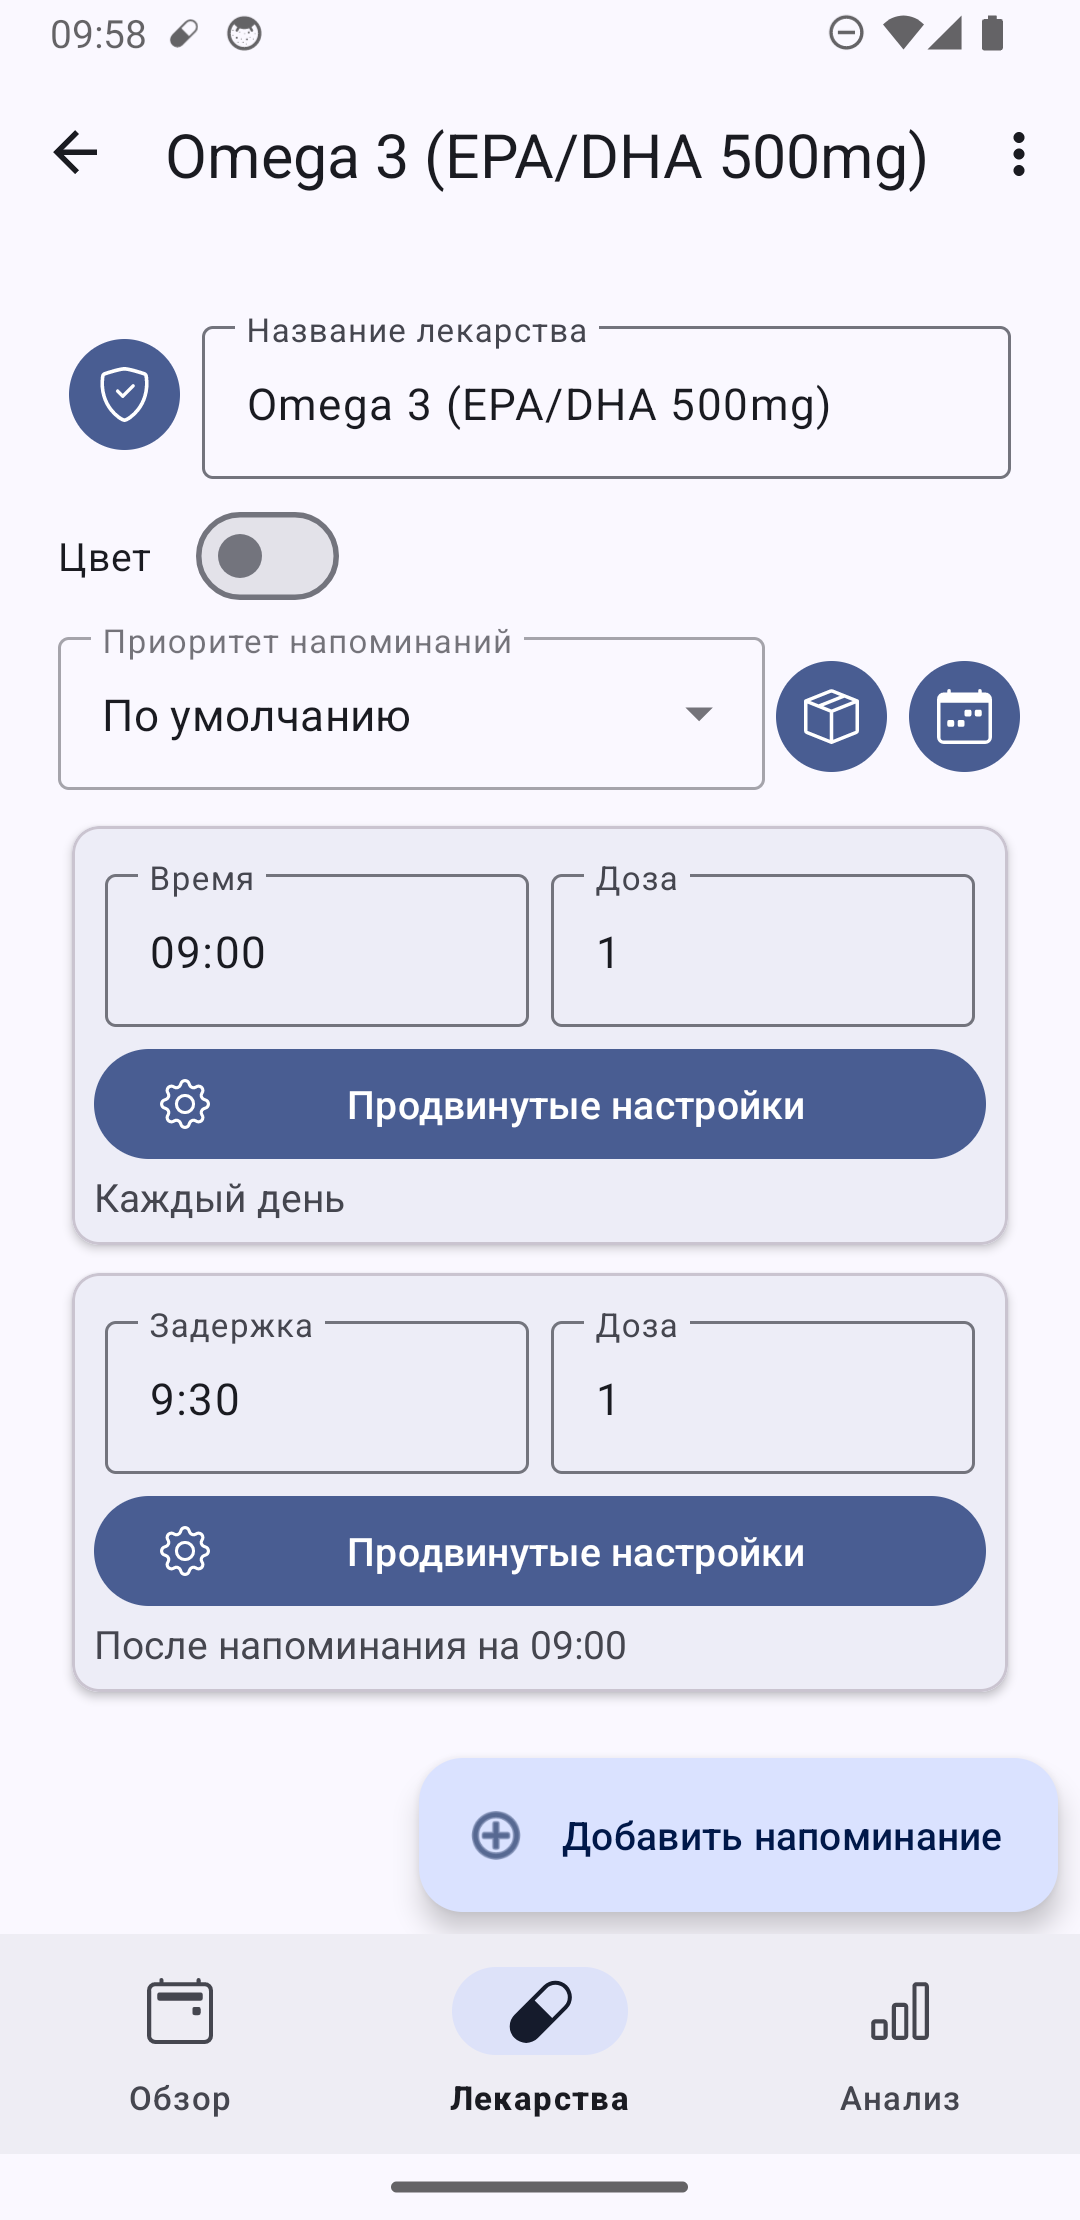 09:58
Omega 3 (EPA/DHA 500mg)
Название лекарства
Omega 3 (EPA/DHA 500mg)
Цвет
Приоритет напоминаний
По умолчанию
Время
Доза
09:00
1
Продвинутые настройки
Каждый день
Задержка
Доза
9:30
1
Продвинутые настройки
После напоминания на 09:00
Добавить напоминание
Обзор
Лекарства
Анализ